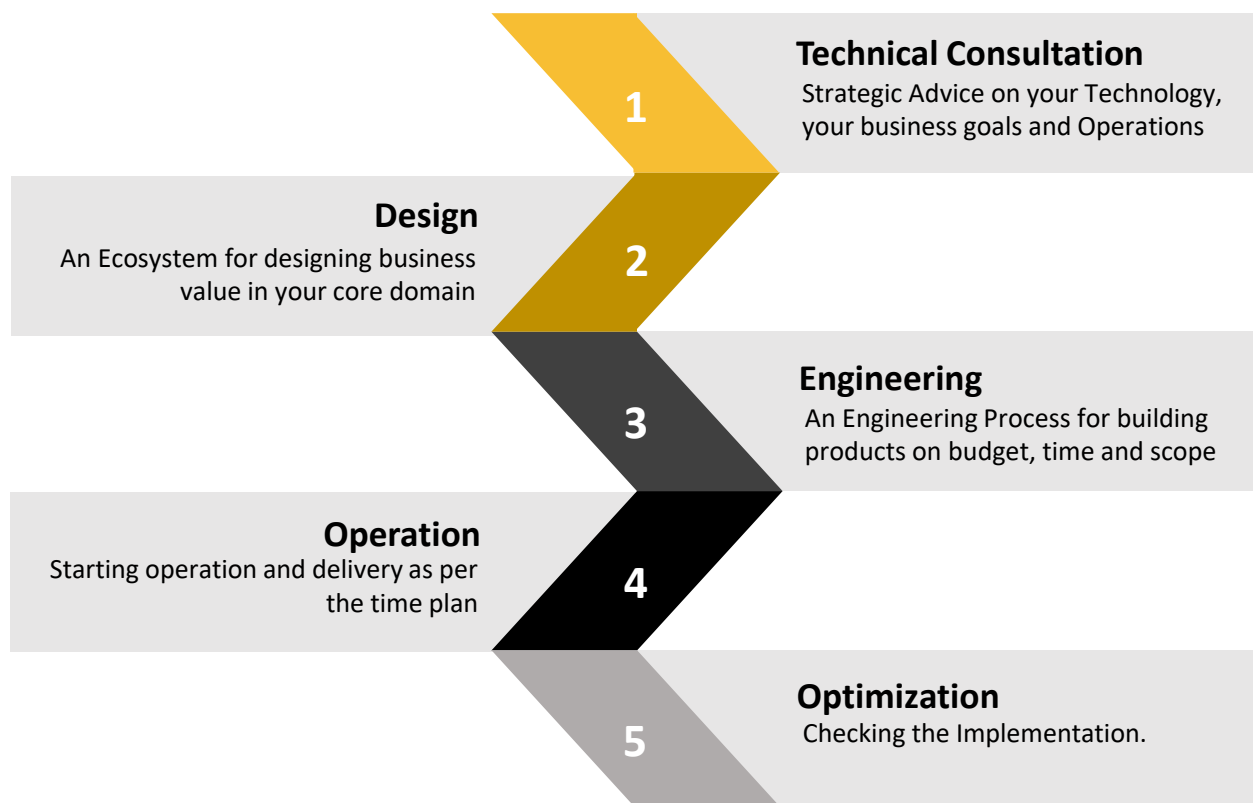 1
Technical Consultation
Strategic Advice on your Technology,
your business goals and Operations
Design
An Ecosystem for designing business
value in your core domain
2
3
Engineering
An Engineering Process for building
products on budget, time and scope
Operation
Starting operation and delivery as per
the time plan
4
5
Optimization
Checking the Implementation.